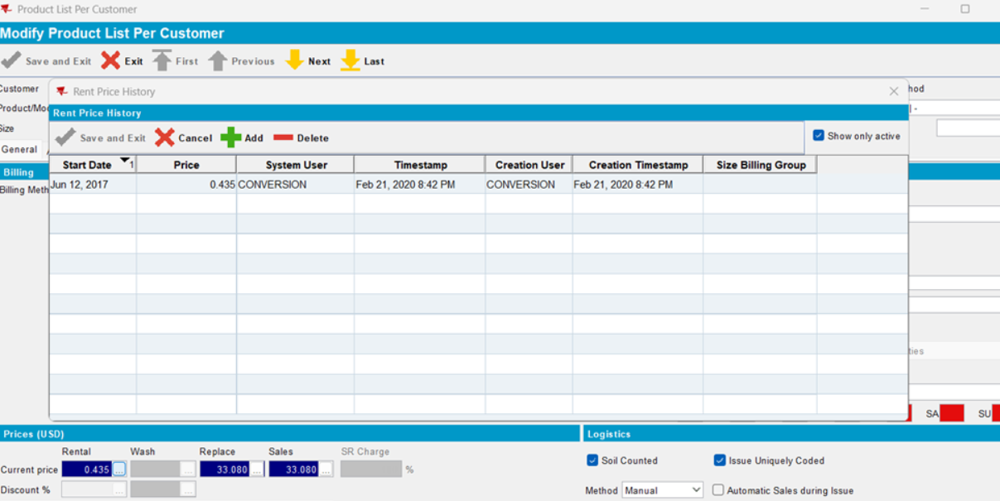 Product List Per Customer
Modify Product List Per Customer
Save and Exit Exit First Previous Next Last
Customer
Product/Mo
Size
General
Billing
Billing Meth
Rent Price History
Rent Price History
Save and Exit Cancel Add Delete Show only active
Start Date 1 Price System User Timestamp Creation User Creation Timestamp Size Billing Group
Jun 12, 2017 0.435 CONVERSION Feb 21, 2020 8:42 PM CONVERSION Feb 21, 2020 8:42 PM
hod
-
ties
SA SU
Prices (USD)
Rental Wash Replace Sales SR Charge
Current price 0.435 ... ... 33.080 ... 33.080 ... %
Discount % ... ...
Logistics
Soil Counted Issue Uniquely Coded
Method Manual Automatic Sales during Issue